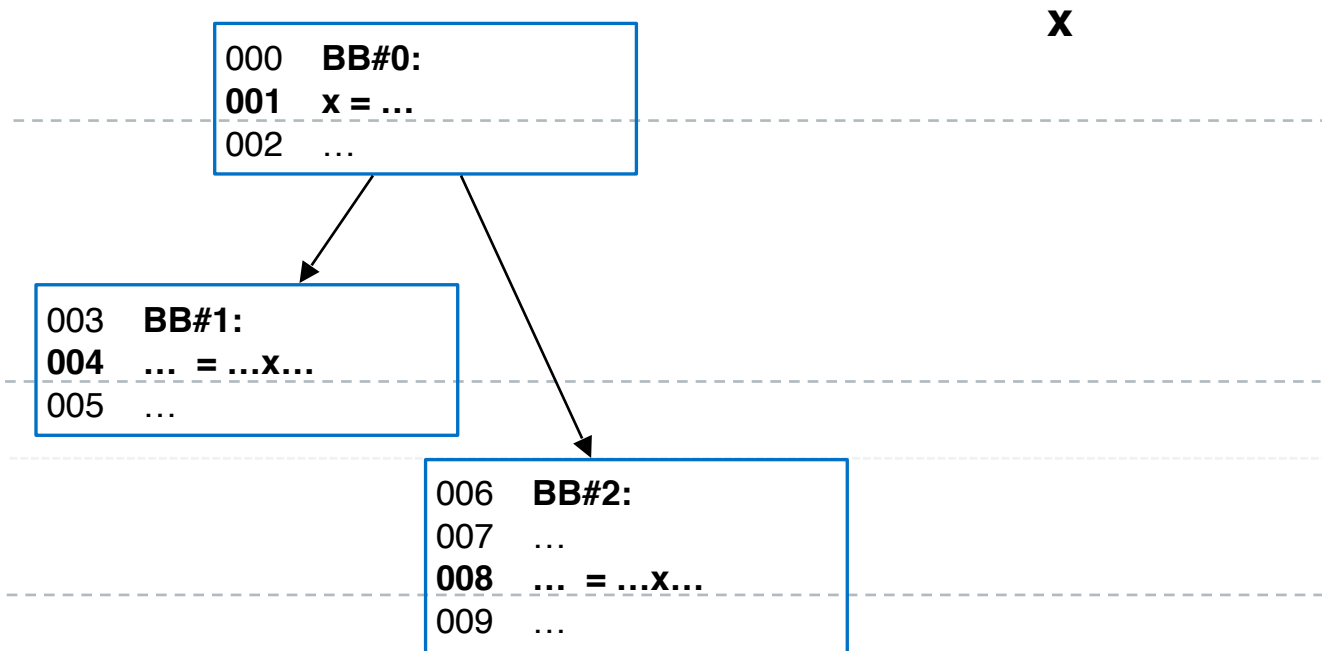 x
000 BB#0:
001 x = …
002 …
003 BB#1:
004 … = …x…
005 …
006 BB#2:
007 …
008 … = …x…
009 …